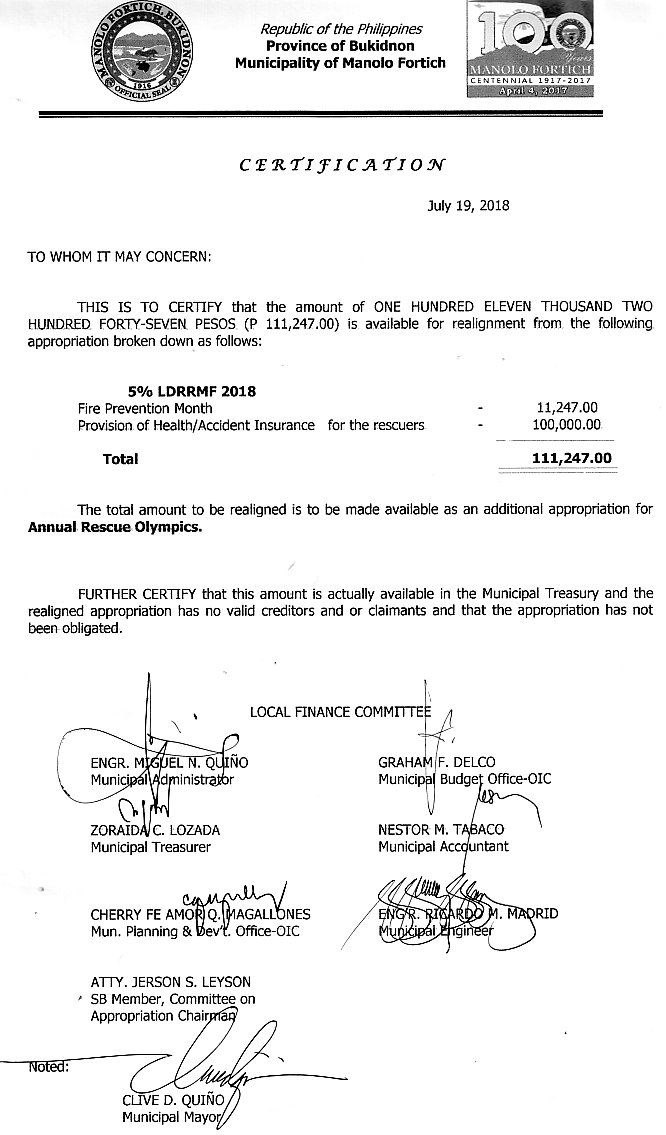 MANOLO FORTICH, BUKIDNON
1916
OFFICIAL SEAL
Republic of the Philippines
Province of Bukidnon
Municipality of Manolo Fortich
100
Years
MANOLO FORTICH
CENTENNIAL 1917-2017
April 4, 2017
CERTIFICATION
July 19, 2018
TO WHOM IT MAY CONCERN:
THIS IS TO CERTIFY that the amount of ONE HUNDRED ELEVEN THOUSAND TWO
HUNDRED FORTY-SEVEN PESOS (P 111,247.00) is available for realignment from the following
appropriation broken down as follows:
5% LDRRMF 2018
Fire Prevention Month - 11,247.00
Provision of Health/Accident Insurance for the rescuers - 100,000.00
Total 111,247.00
The total amount to be realigned is to be made available as an additional appropriation for
Annual Rescue Olympics.
FURTHER CERTIFY that this amount is actually available in the Municipal Treasury and the
realigned appropriation has no valid creditors and or claimants and that the appropriation has not
been obligated.
LOCAL FINANCE COMMITTEE
ENGR. MIGUEL N. QUIÑO
Municipal Administrator
GRAHAM F. DELCO
Municipal Budget Office-OIC
ZORAIDA C. LOZADA
Municipal Treasurer
NESTOR M. TABACO
Municipal Accountant
CHERRY FE AMOR Q. MAGALLONES
Mun. Planning & Dev't. Office-OIC
ENGR. RICARDO M. MADRID
Municipal Engineer
ATTY. JERSON S. LEYSON
SB Member, Committee on
Appropriation Chairman
Noted:
CLIVE D. QUIÑO
Municipal Mayor